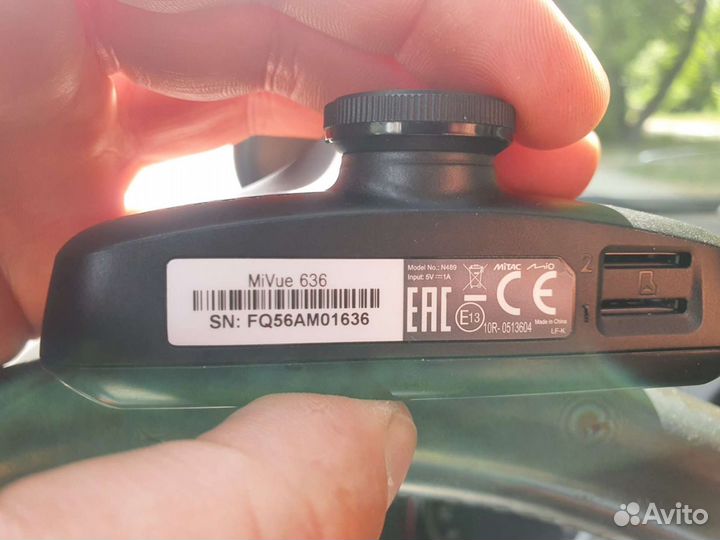 MiVue 636
SN: FQ56AM01636
Model No.: N489
Input: 5V⎓1A
MiTAC Mio
EAC CE
E13
10R- 0513604
Made in China
LF-K
2
1
Avito